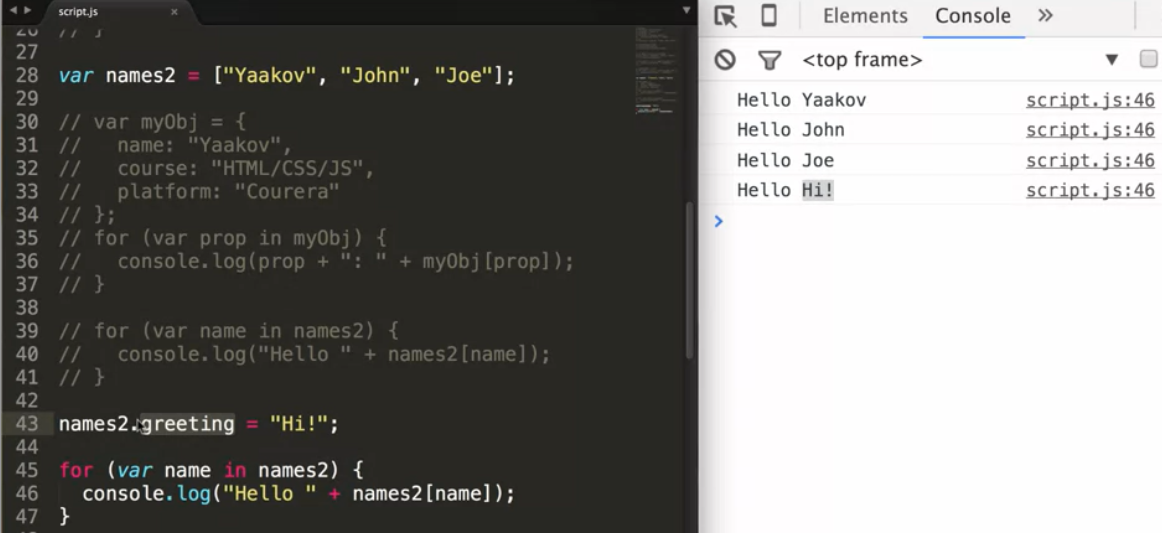 script.js ×
26 // }
27
28 var names2 = ["Yaakov", "John", "Joe"];
29
30 // var myObj = {
31 //   name: "Yaakov",
32 //   course: "HTML/CSS/JS",
33 //   platform: "Courera"
34 // };
35 // for (var prop in myObj) {
36 //   console.log(prop + ": " + myObj[prop]);
37 // }
38
39 // for (var name in names2) {
40 //   console.log("Hello " + names2[name]);
41 // }
42
43 names2.greeting = "Hi!";
44
45 for (var name in names2) {
46   console.log("Hello " + names2[name]);
47 }
Elements Console »
<top frame> ▼
Hello Yaakov script.js:46
Hello John script.js:46
Hello Joe script.js:46
Hello Hi! script.js:46
>